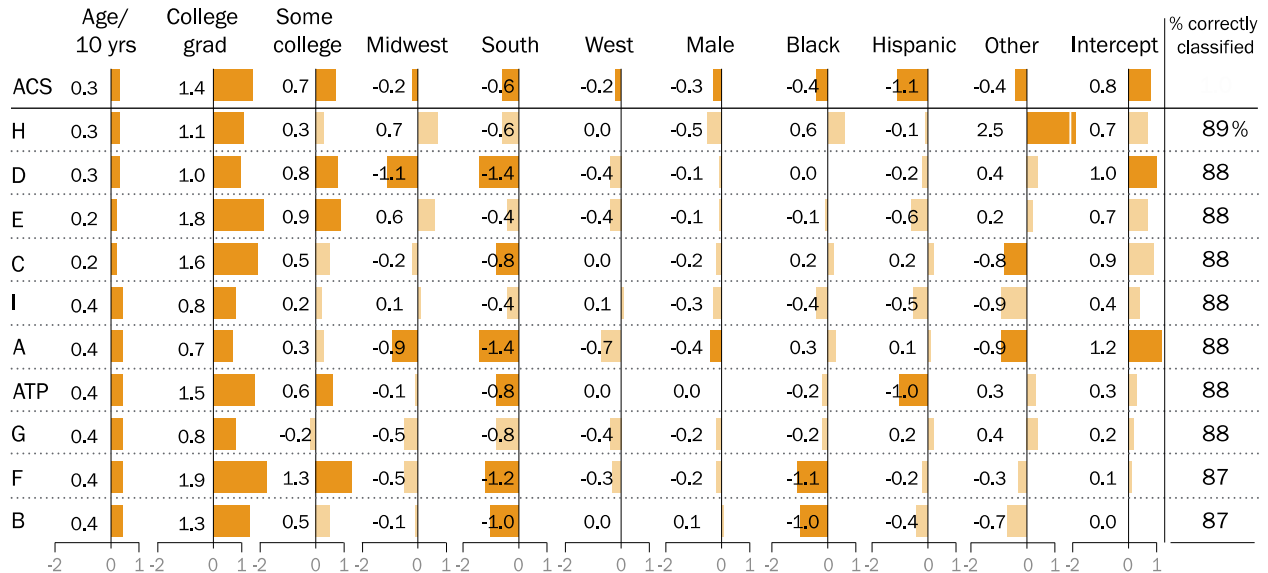 Age/ 10 yrs College grad Some college Midwest South West Male Black Hispanic Other Intercept % correctly classified
ACS 0.3 1.4 0.7 -0.2 -0.6 -0.2 -0.3 -0.4 -1.1 -0.4 0.8
H 0.3 1.1 0.3 0.7 -0.6 0.0 -0.5 0.6 -0.1 2.5 0.7 89%
D 0.3 1.0 0.8 -1.1 -1.4 -0.4 -0.1 0.0 -0.2 0.4 1.0 88
E 0.2 1.8 0.9 0.6 -0.4 -0.4 -0.1 -0.1 -0.6 0.2 0.7 88
C 0.2 1.6 0.5 -0.2 -0.8 0.0 -0.2 0.2 0.2 -0.8 0.9 88
I 0.4 0.8 0.2 0.1 -0.4 0.1 -0.3 -0.4 -0.5 -0.9 0.4 88
A 0.4 0.7 0.3 -0.9 -1.4 -0.7 -0.4 0.3 0.1 -0.9 1.2 88
ATP 0.4 1.5 0.6 -0.1 -0.8 0.0 0.0 -0.2 -1.0 0.3 0.3 88
G 0.4 0.8 -0.2 -0.5 -0.8 -0.4 -0.2 -0.2 0.2 0.4 0.2 88
F 0.4 1.9 1.3 -0.5 -1.2 -0.3 -0.2 -1.1 -0.2 -0.3 0.1 87
B 0.4 1.3 0.5 -0.1 -1.0 0.0 0.1 -1.0 -0.4 -0.7 0.0 87
-2 0 1 -2 0 1 -2 0 1 -2 0 1 -2 0 1 -2 0 1 -2 0 1 -2 0 1 -2 0 1 -2 0 1 -2 0 1